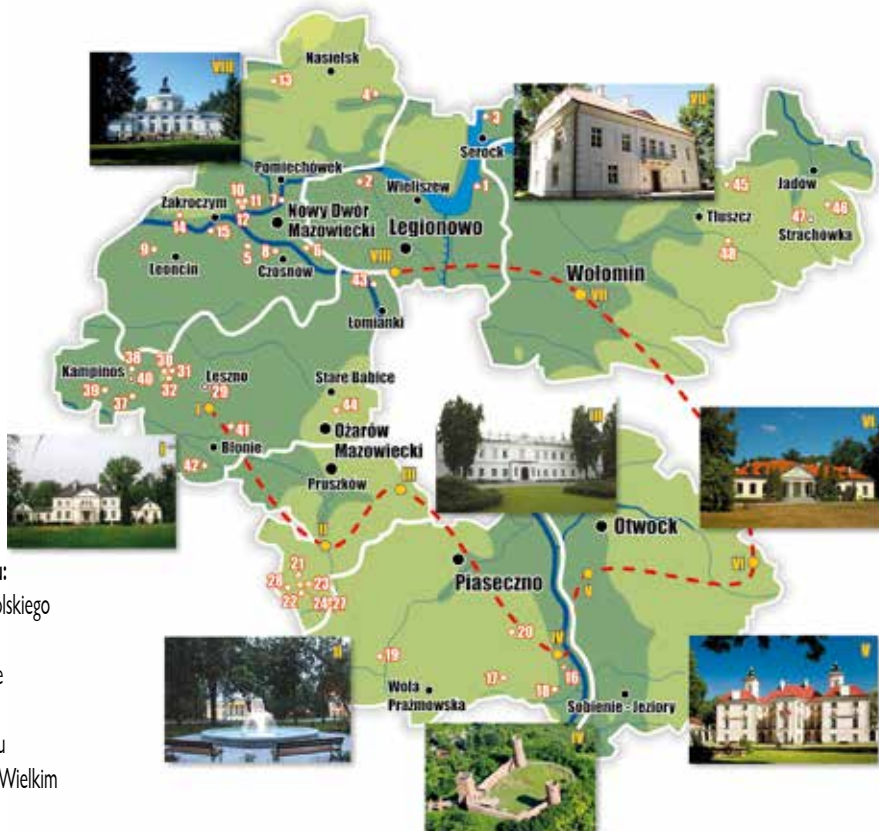 VIII
Nasielsk
13
4
VII
3
Serock
Pomiechówek
2
Wieliszew
1
10
11
7
Zakroczym
12
Nowy Dwór
Mazowiecki
Legionowo
14
15
9
Leoncin
5
8
Czosnów
6
VIII
43
Łomianki
Jadów
45
46
47
Tłuszcz
Strachówka
48
Wołomin
VII
38
30
31
Kampinos
40
32
Leszno
29
39
37
I
41
Błonie
42
Stare Babice
44
Ożarów
Mazowiecki
Pruszków
III
III
VI
I
II
Otwock
Piaseczno
V
VI
21
28
23
22
24
27
olskiego
20
IV
19
17
16
18
Wola
Prażmowska
Sobienie-Jeziory
II
V
IV
e
u
Wielkim